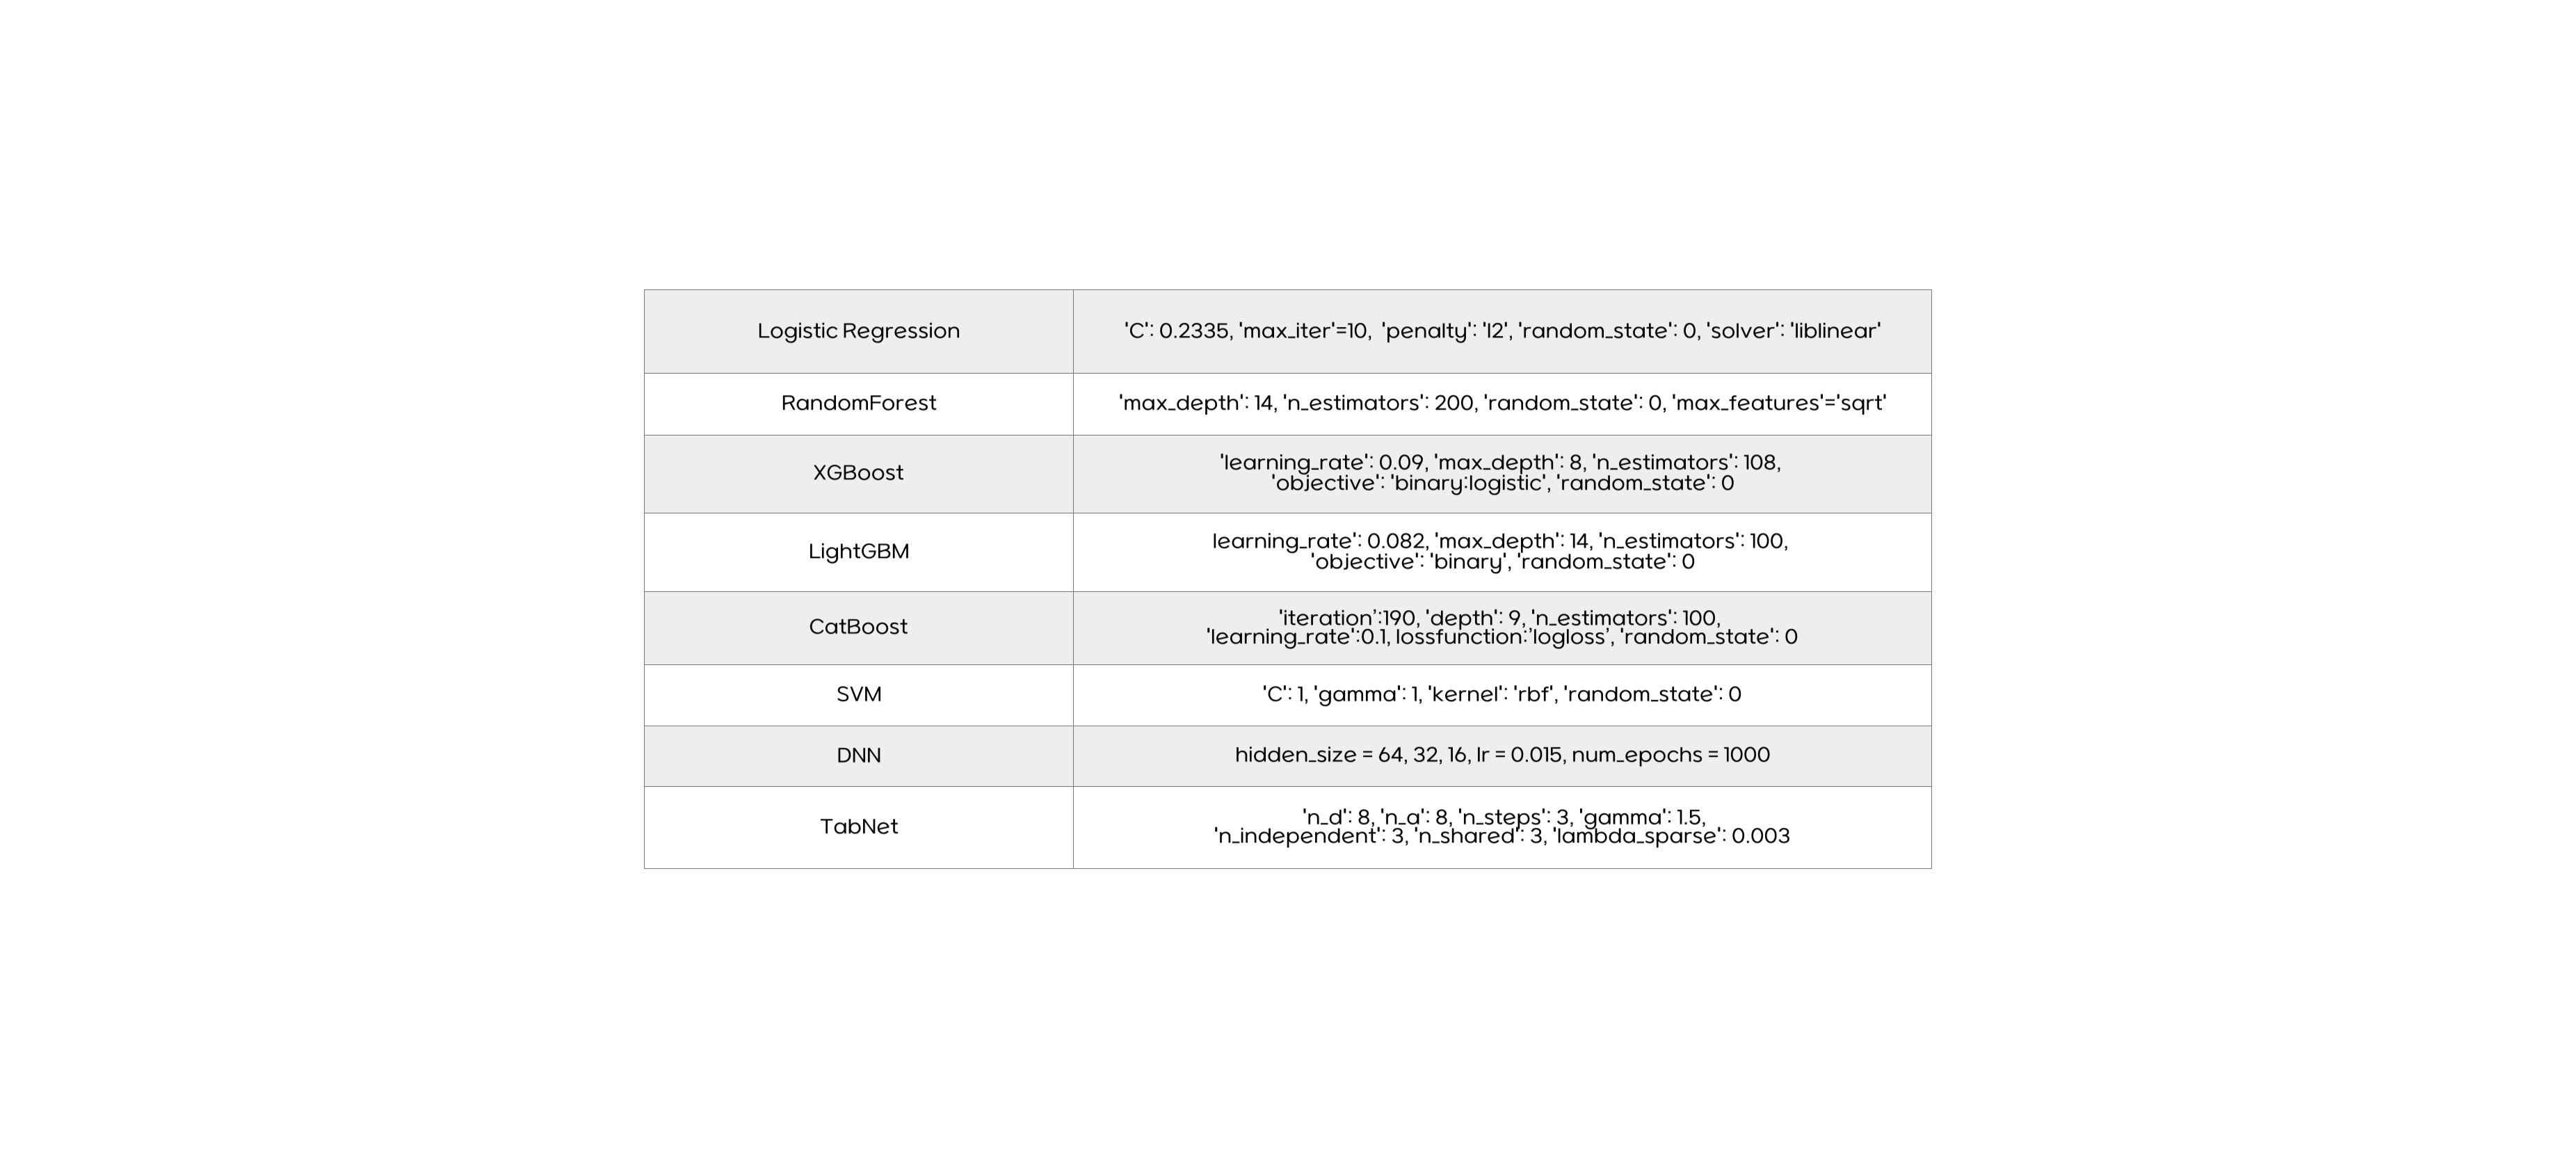 Logistic Regression
'C': 0.2335, 'max_iter'=10,  'penalty': 'l2', 'random_state': 0, 'solver': 'liblinear'
RandomForest
'max_depth': 14, 'n_estimators': 200, 'random_state': 0, 'max_features'='sqrt'
XGBoost
'learning_rate': 0.09, 'max_depth': 8, 'n_estimators': 108,
'objective': 'binary:logistic', 'random_state': 0
LightGBM
learning_rate': 0.082, 'max_depth': 14, 'n_estimators': 100,
'objective': 'binary', 'random_state': 0
CatBoost
'iteration’:190, 'depth': 9, 'n_estimators': 100,
'learning_rate':0.1, lossfunction:’logloss’, 'random_state': 0
SVM
'C': 1, 'gamma': 1, 'kernel': 'rbf', 'random_state': 0
DNN
hidden_size = 64, 32, 16, lr = 0.015, num_epochs = 1000
TabNet
'n_d': 8, 'n_a': 8, 'n_steps': 3, 'gamma': 1.5,
'n_independent': 3, 'n_shared': 3, 'lambda_sparse': 0.003